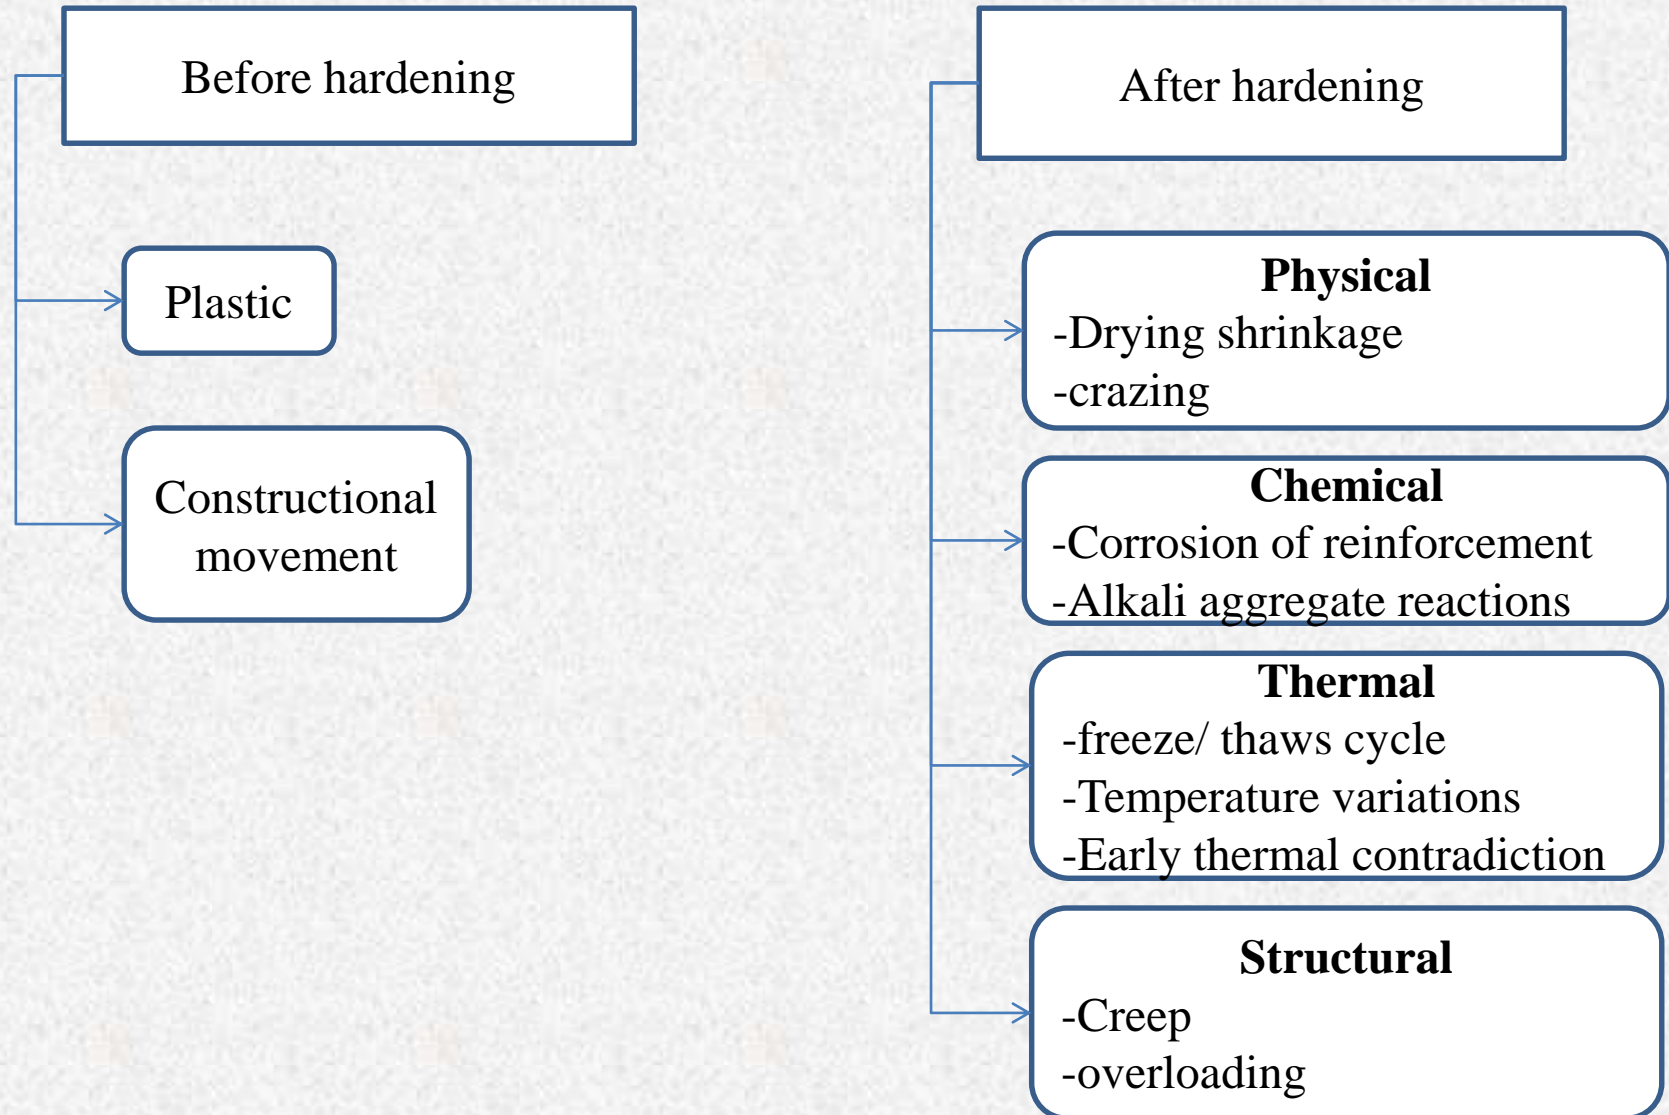 Before hardening
Plastic
Constructional
movement
After hardening
Physical
-Drying shrinkage
-crazing
Chemical
-Corrosion of reinforcement
-Alkali aggregate reactions
Thermal
-freeze/ thaws cycle
-Temperature variations
-Early thermal contradiction
Structural
-Creep
-overloading